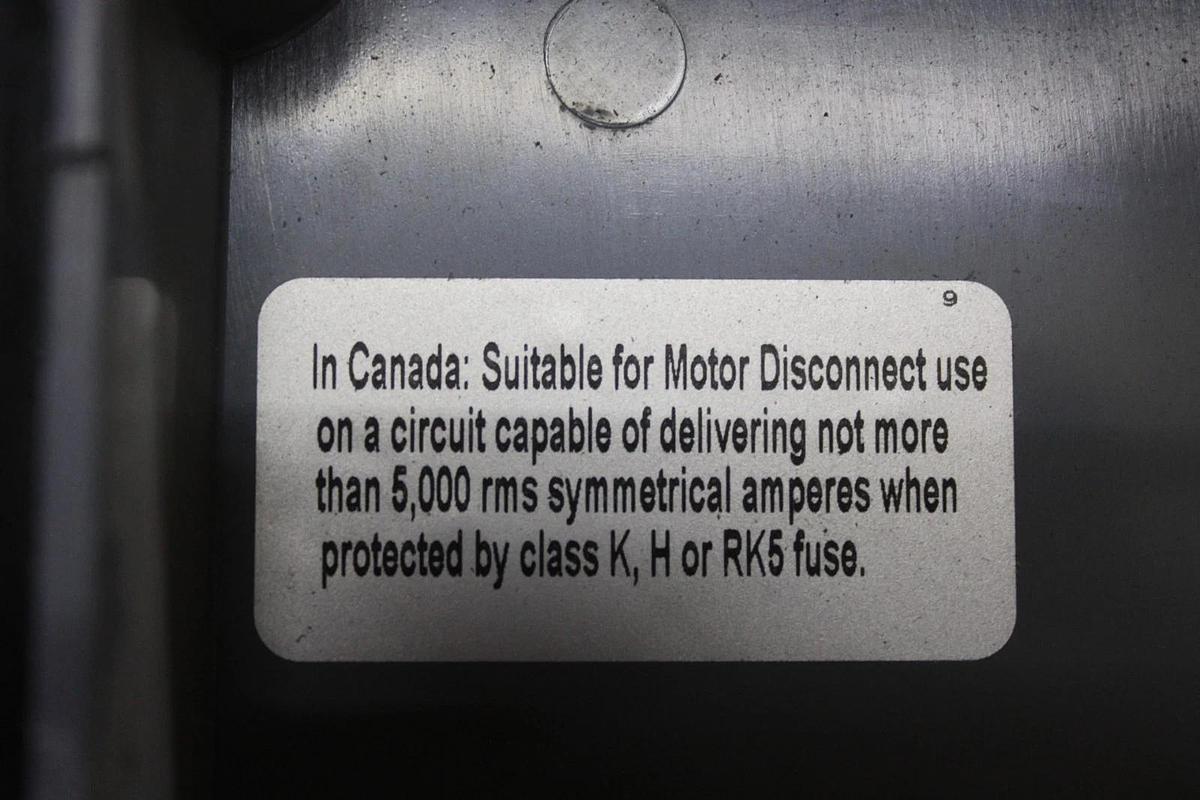 9
In Canada: Suitable for Motor Disconnect use
on a circuit capable of delivering not more
than 5,000 rms symmetrical amperes when
protected by class K, H or RK5 fuse.